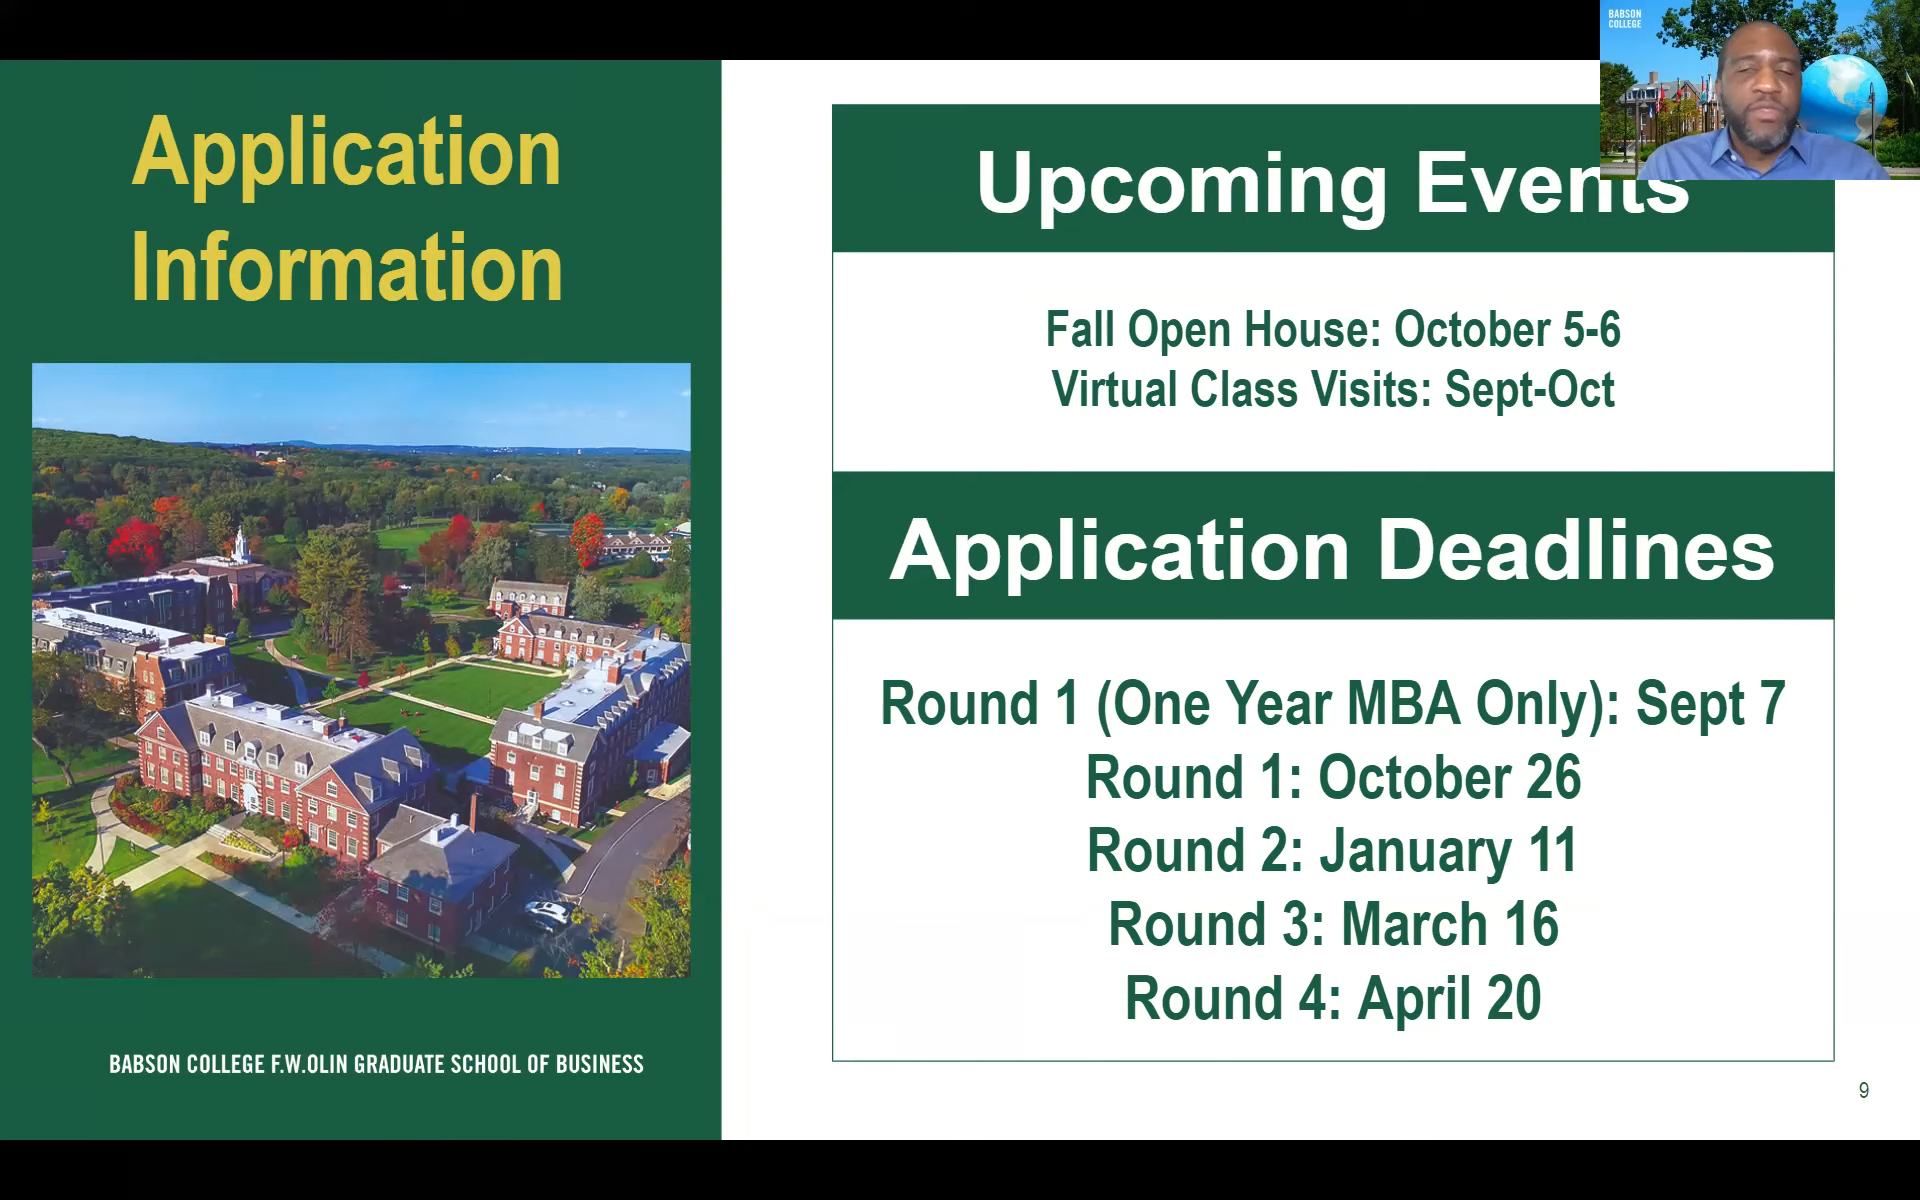 Application
Information
BABSON COLLEGE F.W.OLIN GRADUATE SCHOOL OF BUSINESS
BABSON
COLLEGE
Upcoming Events
Fall Open House: October 5-6
Virtual Class Visits: Sept-Oct
Application Deadlines
Round 1 (One Year MBA Only): Sept 7
Round 1: October 26
Round 2: January 11
Round 3: March 16
Round 4: April 20
9